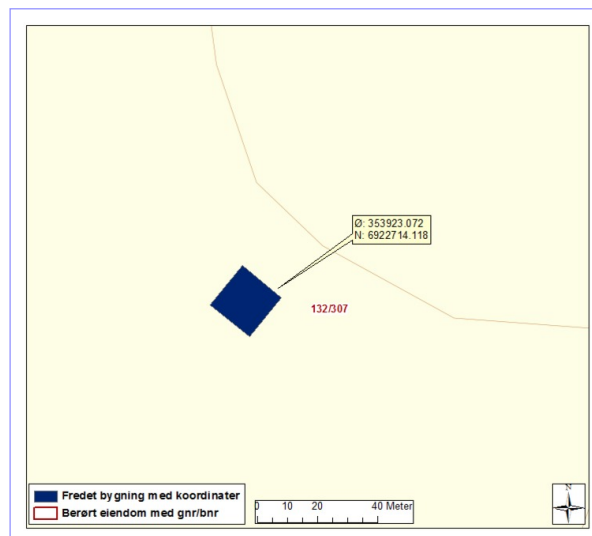 Ø: 353923.072
N: 6922714.118
132/307
Fredet bygning med koordinater
Berørt eiendom med gnr/bnr
0 10 20 40 Meter
N